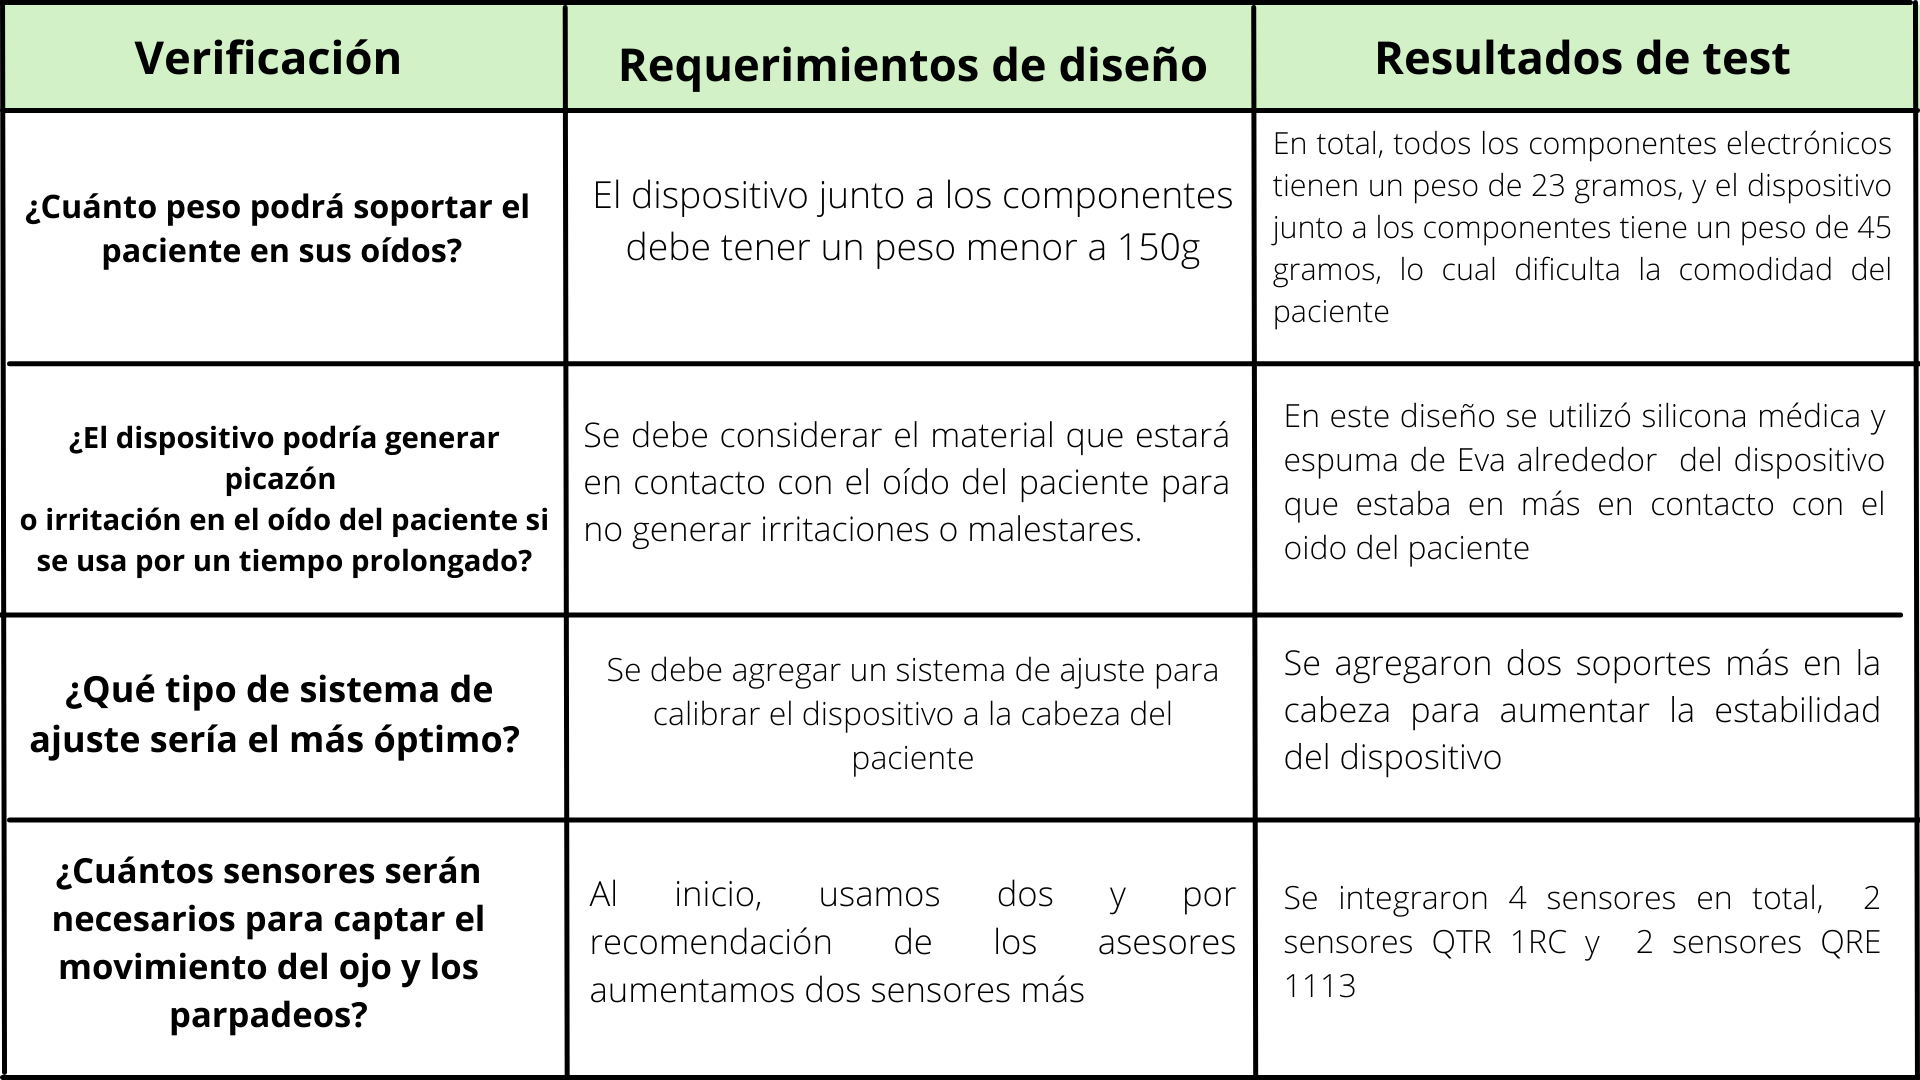 Verificación
Requerimientos de diseño
Resultados de test
¿Cuánto peso podrá soportar el
paciente en sus oídos?
El dispositivo junto a los componentes
debe tener un peso menor a 150g
En total, todos los componentes electrónicos
tienen un peso de 23 gramos, y el dispositivo
junto a los componentes tiene un peso de 45
gramos, lo cual dificulta la comodidad del
paciente
¿El dispositivo podría generar
picazón
o irritación en el oído del paciente si
se usa por un tiempo prolongado?
Se debe considerar el material que estará
en contacto con el oído del paciente para
no generar irritaciones o malestares.
En este diseño se utilizó silicona médica y
espuma de Eva alrededor del dispositivo
que estaba en más en contacto con el
oido del paciente
¿Qué tipo de sistema de
ajuste sería el más óptimo?
Se debe agregar un sistema de ajuste para
calibrar el dispositivo a la cabeza del
paciente
Se agregaron dos soportes más en la
cabeza para aumentar la estabilidad
del dispositivo
¿Cuántos sensores serán
necesarios para captar el
movimiento del ojo y los
parpadeos?
Al inicio, usamos dos y por
recomendación de los asesores
aumentamos dos sensores más
Se integraron 4 sensores en total, 2
sensores QTR 1RC y 2 sensores QRE
1113